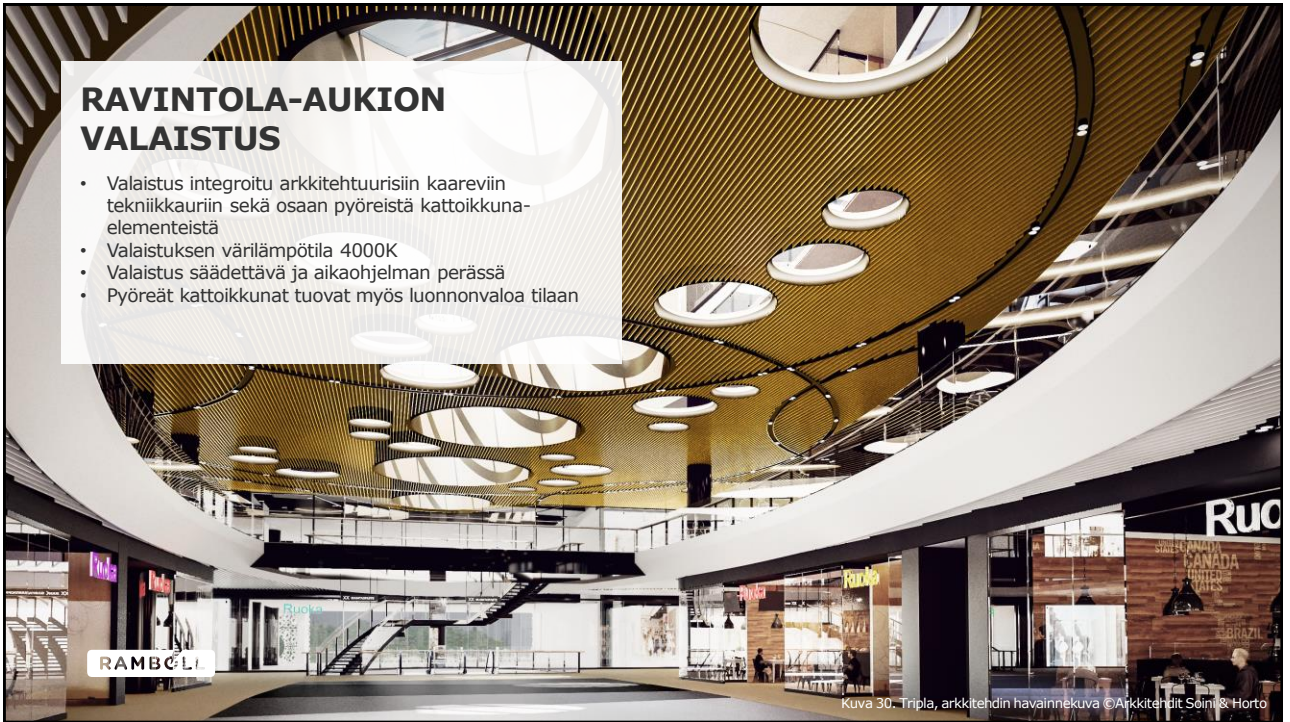 RAVINTOLA-AUKION
VALAISTUS
• Valaistus integroitu arkkitehtuurisiin kaareviin
tekniikkauriin sekä osaan pyöreistä kattoikkuna-
elementeistä
• Valaistuksen värilämpötila 4000K
• Valaistus säädettävä ja aikaohjelman perässä
• Pyöreät kattoikkunat tuovat myös luonnonvaloa tilaan
Ruo
CANADA
Ruoka
Ruoka
Ruoka
BRAZIL
RAMBOLL
Kuva 30. Tripla, arkkitehdin havainnekuva ©Arkkitehdit Soini & Horto